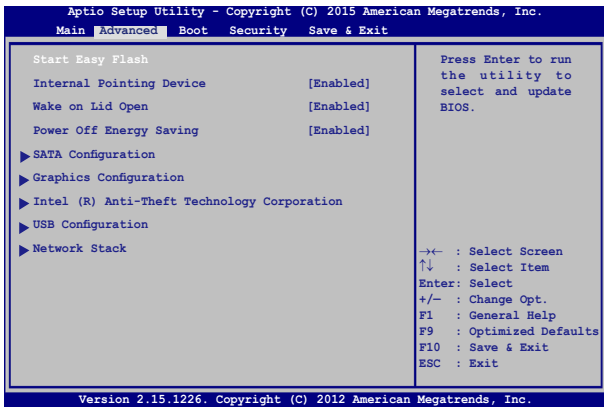 Aptio Setup Utility - Copyright (C) 2015 American Megatrends, Inc.
Main Advanced Boot Security Save & Exit
Start Easy Flash
Internal Pointing Device [Enabled]
Wake on Lid Open [Enabled]
Power Off Energy Saving [Enabled]
SATA Configuration
Graphics Configuration
Intel (R) Anti-Theft Technology Corporation
USB Configuration
Network Stack
Press Enter to run
the utility to
select and update
BIOS.
→← : Select Screen
↑↓ : Select Item
Enter: Select
+/— : Change Opt.
F1 : General Help
F9 : Optimized Defaults
F10 : Save & Exit
ESC : Exit
Version 2.15.1226. Copyright (C) 2012 American Megatrends, Inc.